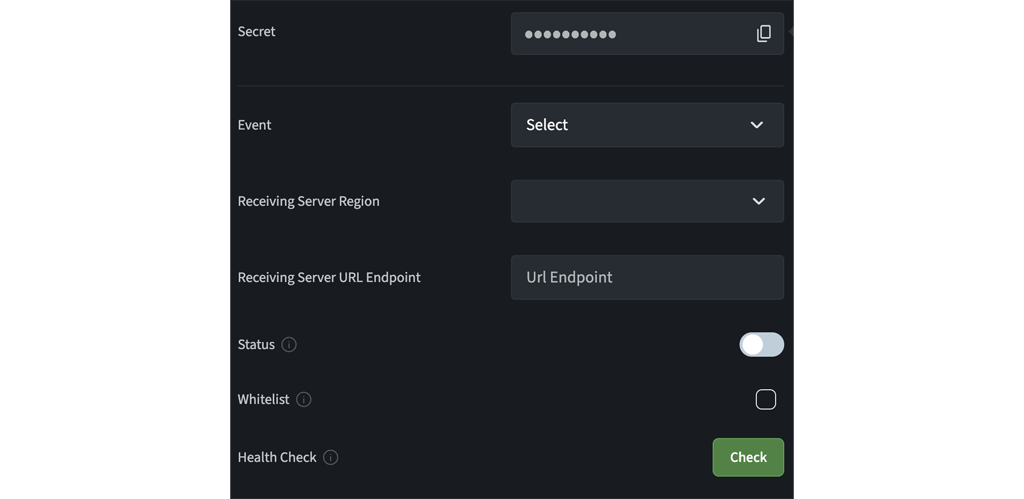 Secret
Event Select
Receiving Server Region
Receiving Server URL Endpoint Url Endpoint
Status
Whitelist
Health Check Check